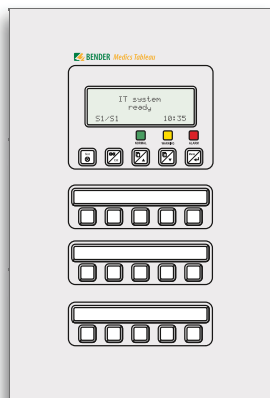 BENDER Medics Tableau
IT system
ready
S1/S1 10:35
NORMAL WARNING ALARM